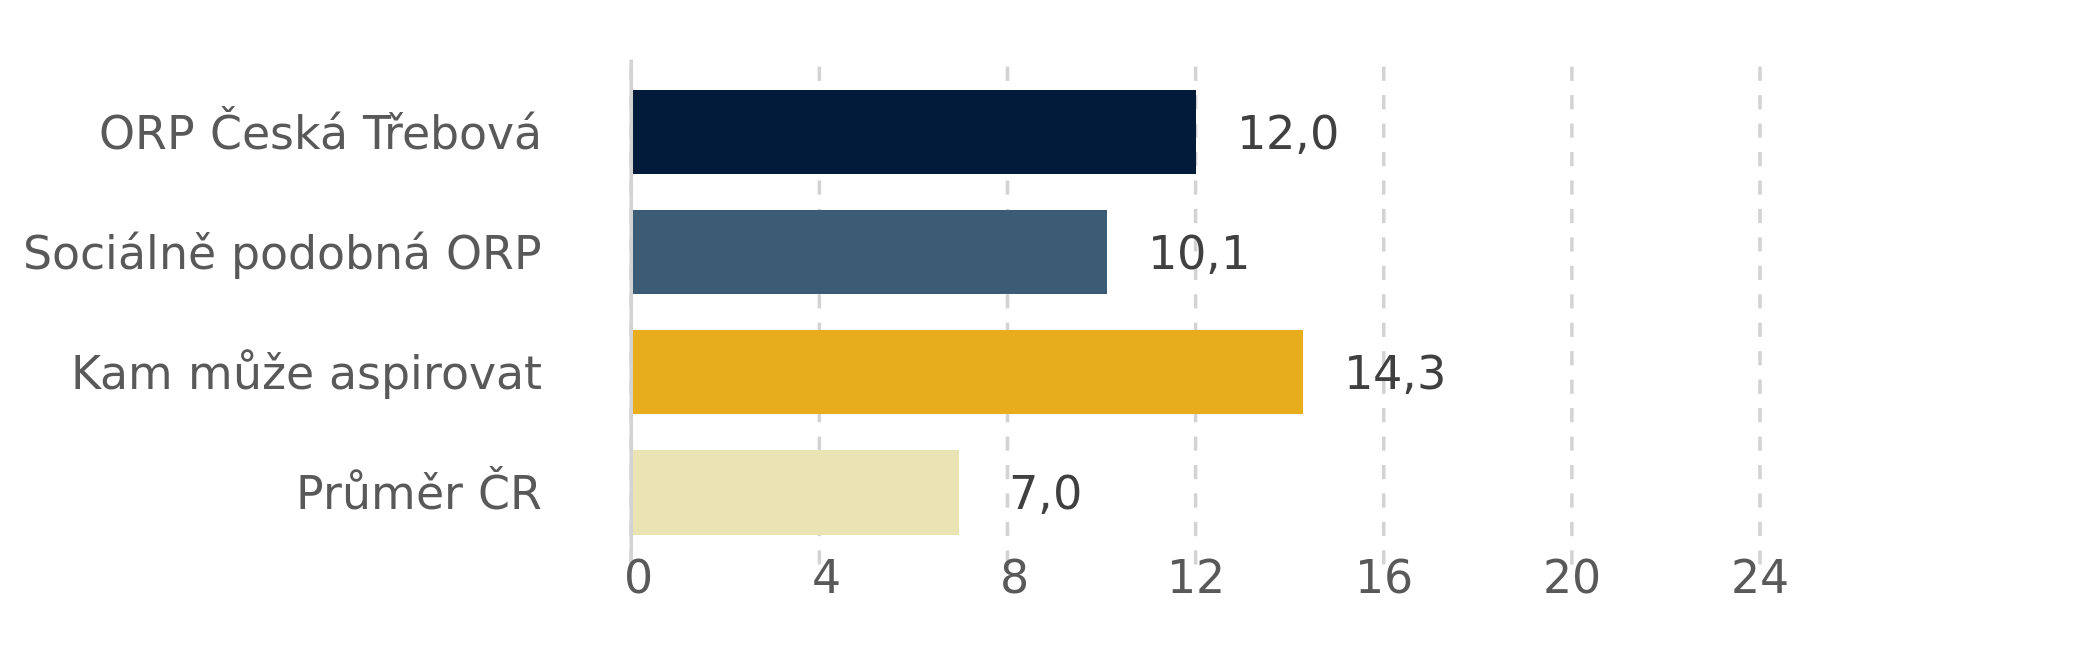 ORP Česká Třebová 12,0
Sociálně podobná ORP 10,1
Kam může aspirovat 14,3
Průměr ČR 7,0
0 4 8 12 16 20 24